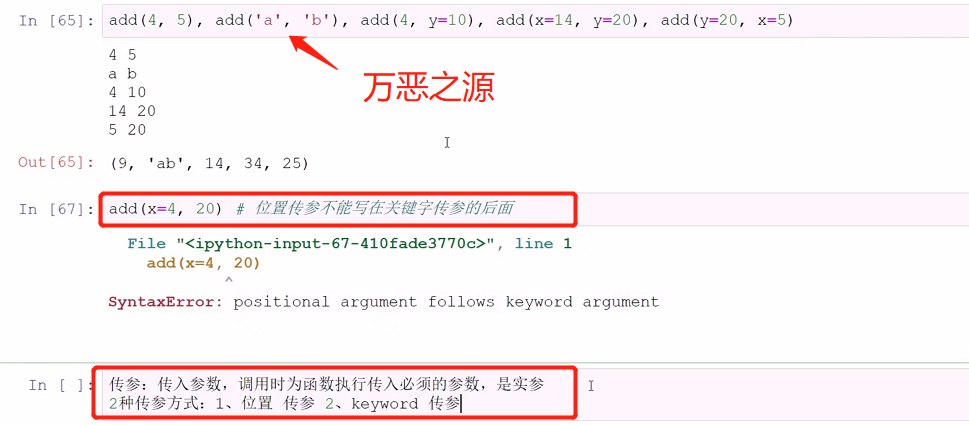 In [65]: add(4, 5), add('a', 'b'), add(4, y=10), add(x=14, y=20), add(y=20, x=5)
4 5
a b
万恶之源
4 10
14 20
5 20
Out[65]: (9, 'ab', 14, 34, 25)
In [67]: add(x=4, 20) # 位置传参不能写在关键字传参的后面
File "<ipython-input-67-410fade3770c>", line 1
add(x=4, 20)
^
SyntaxError: positional argument follows keyword argument
In [ ]: 传参：传入参数，调用时为函数执行传入必须的参数，是实参
2种传参方式：1、位置 传参 2、keyword 传参